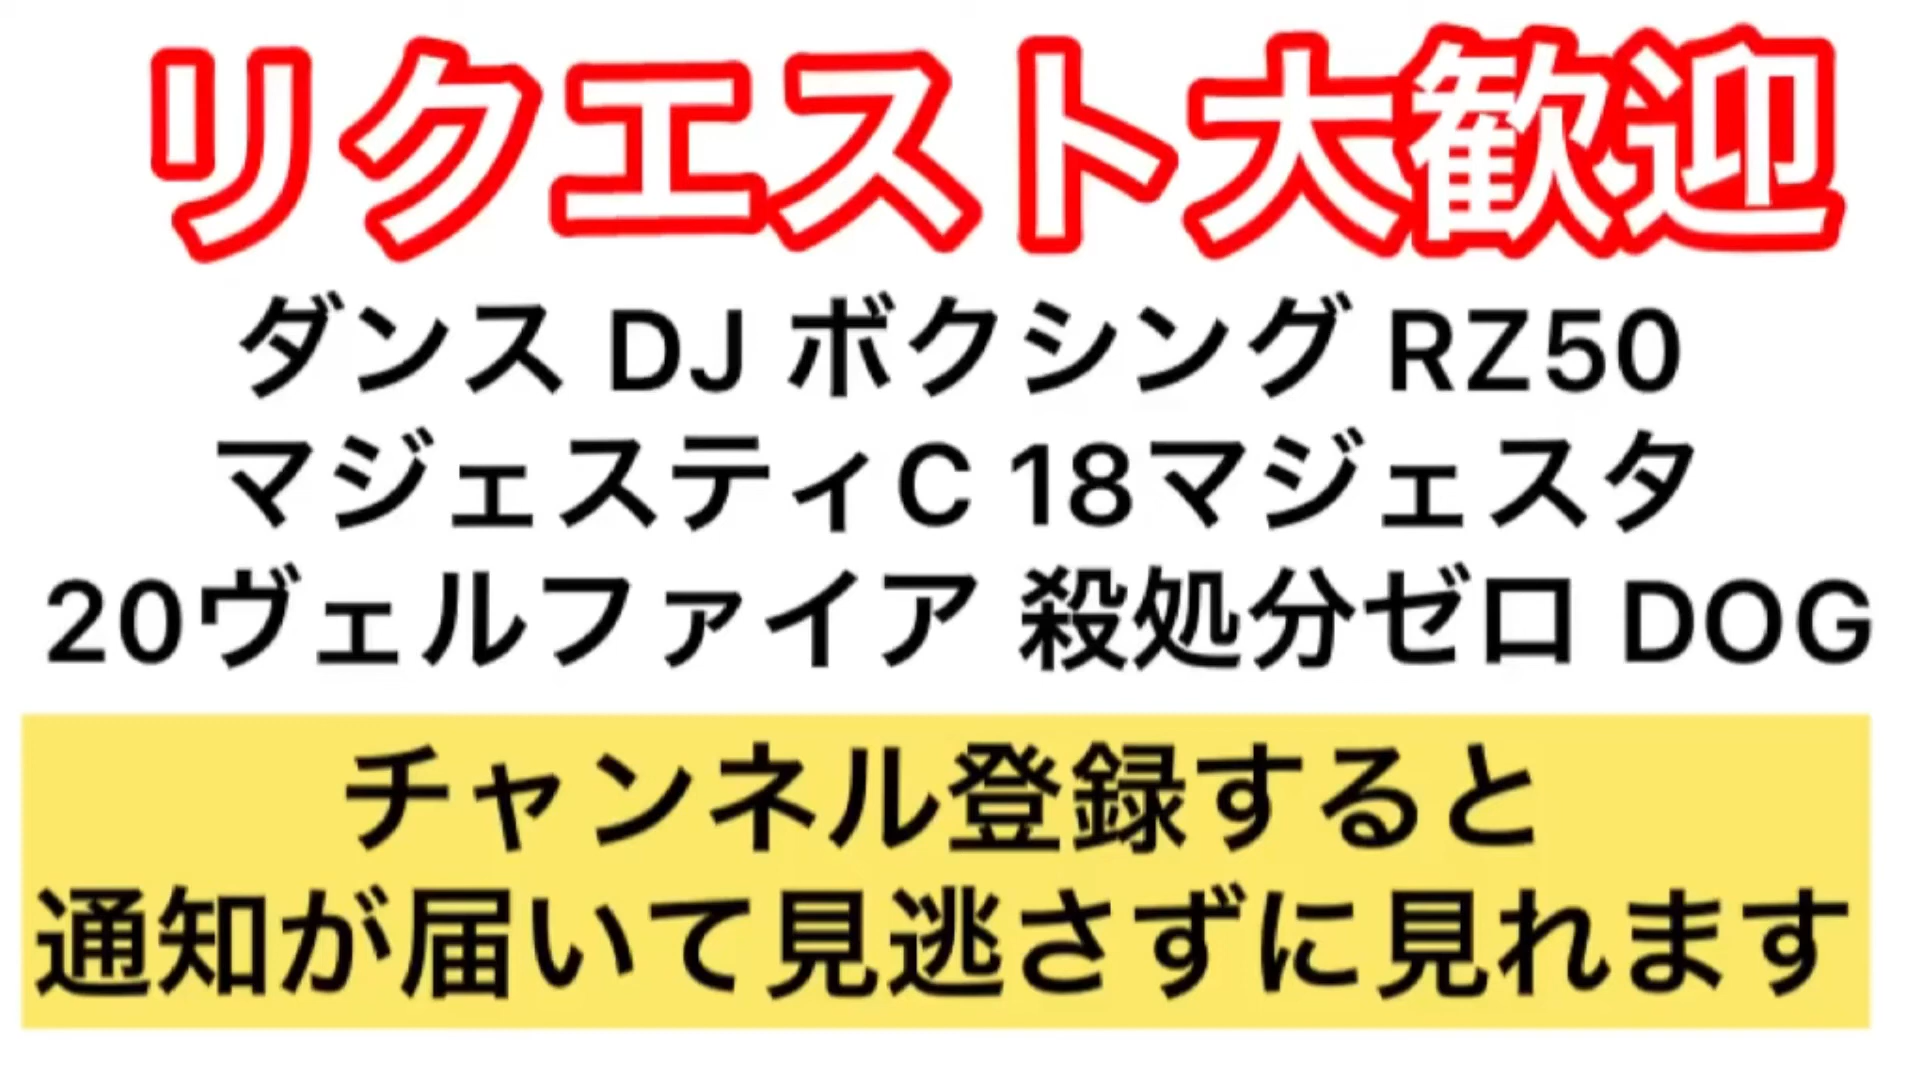 リクエスト大歓迎
ダンス DJ ボクシング RZ50
マジェスティC 18マジェスタ
20ヴェルファイア 殺処分ゼロ DOG
チャンネル登録すると
通知が届いて見逃さずに見れます